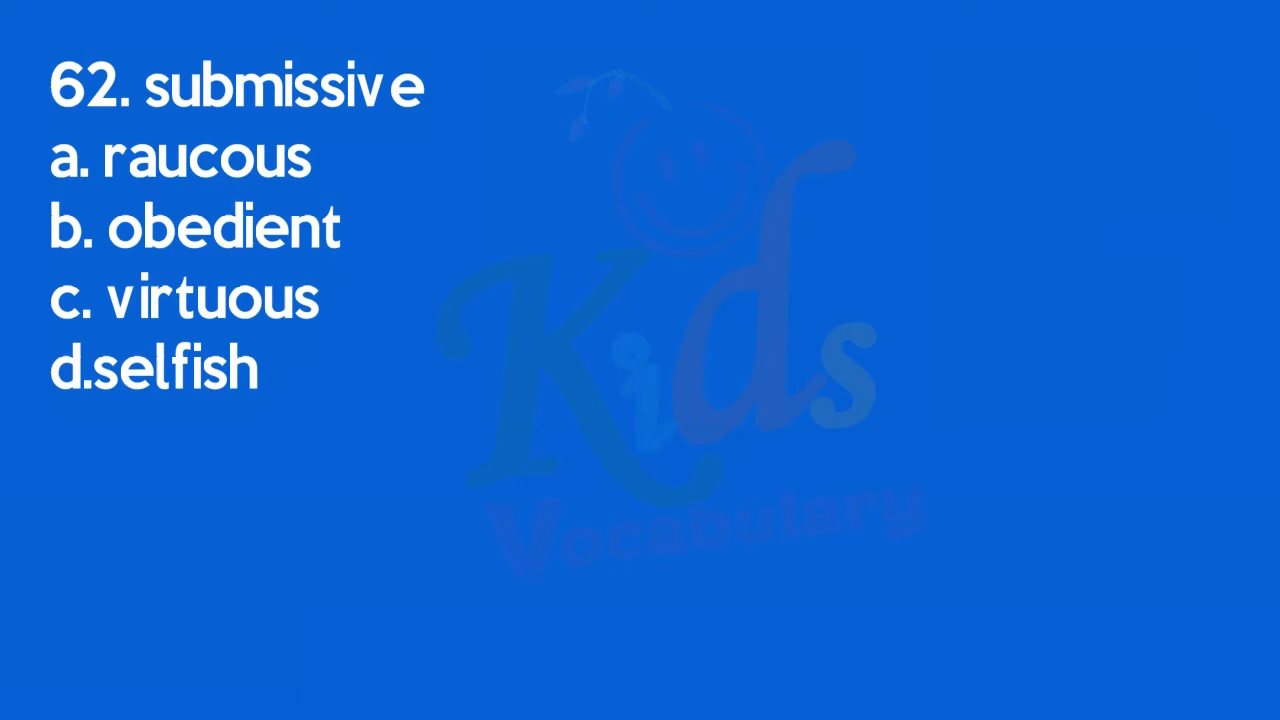 62. submissive
a. raucous
b. obedient
c. virtuous
d.selfish
Kids
Vocabulary